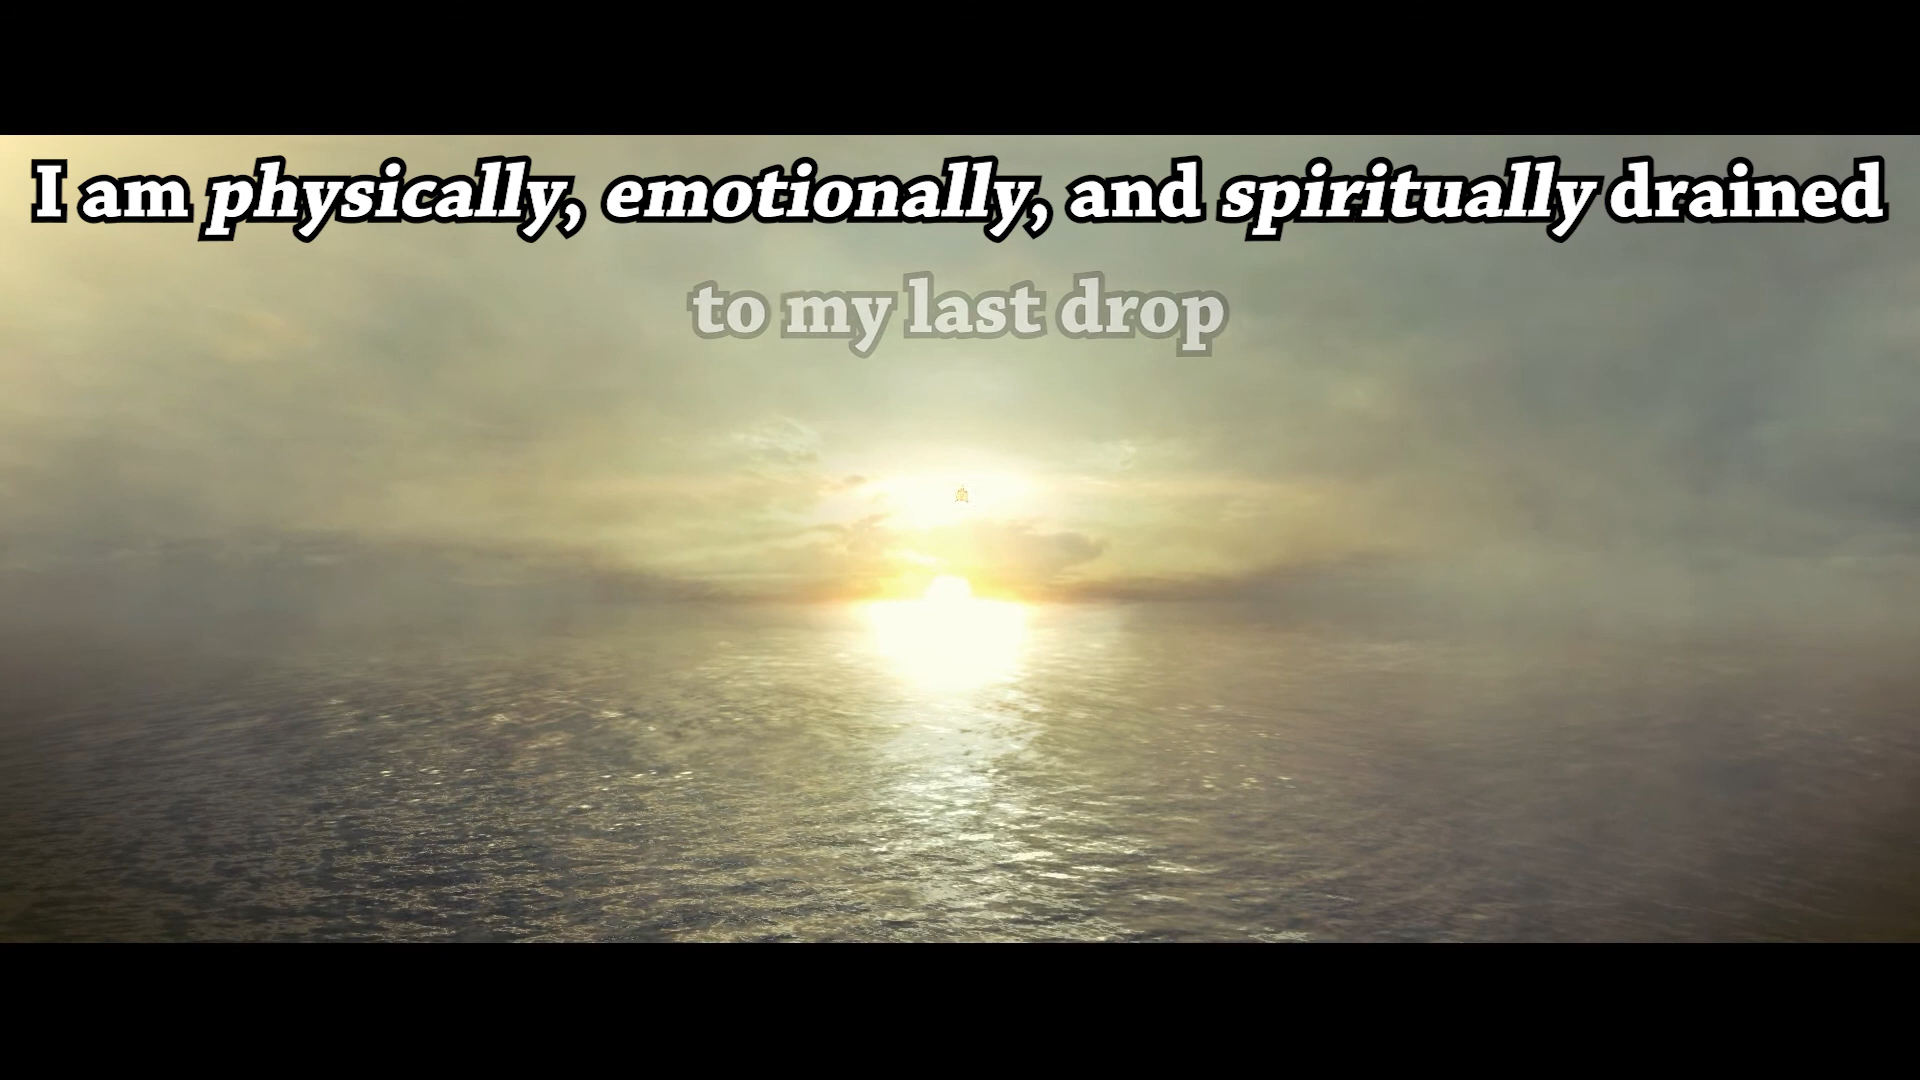 I am physically, emotionally, and spiritually drained
to my last drop